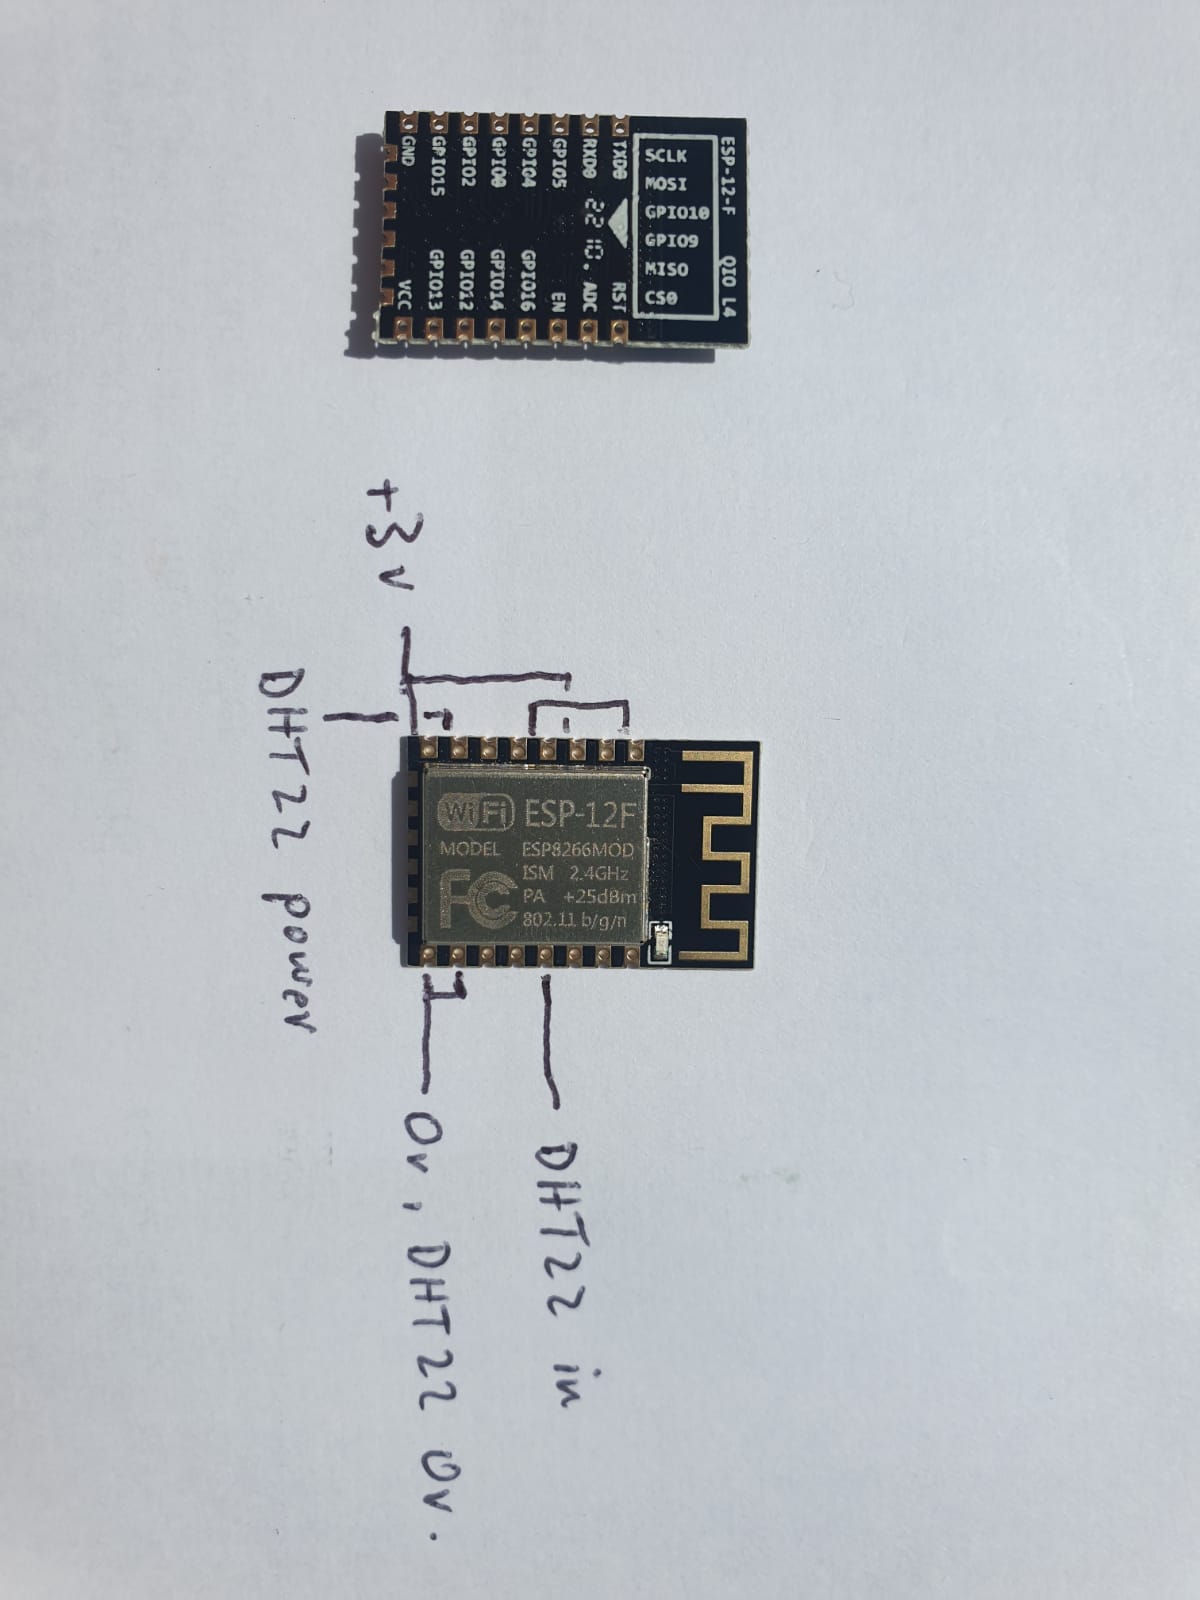 ESP-12-F QIO L4
SCLK
MOSI
GPIO10
GPIO9
MISO
CS0
TXD0
RXD0
GPIO5
GPIO4
GPIO0
GPIO2
GPIO15
GND
RST
ADC
EN
GPIO16
GPIO14
GPIO12
GPIO13
VCC
22 10.
+3v
DHT22 power
WiFi ESP-12F
MODEL ESP8266MOD
ISM 2.4GHz
PA +25dBm
802.11 b/g/n
FC
DHT22 in
0v, DHT22 0v.